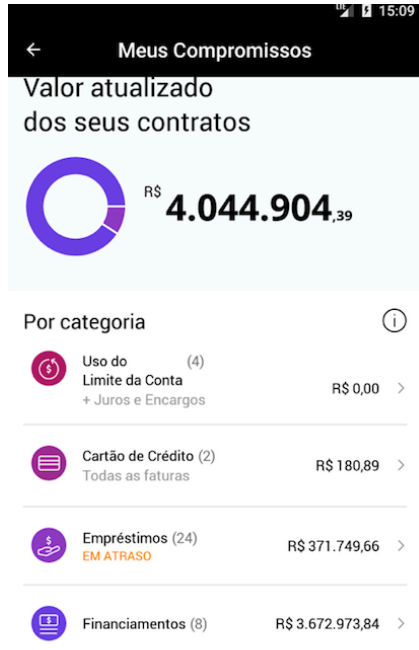 LTE 15:09
Meus Compromissos
Valor atualizado
dos seus contratos
R$ 4.044.904,39
Por categoria
Uso do (4)
Limite da Conta
+ Juros e Encargos
R$ 0,00
Cartão de Crédito (2)
Todas as faturas
R$ 180,89
Empréstimos (24)
EM ATRASO
R$ 371.749,66
Financiamentos (8)
R$ 3.672.973,84